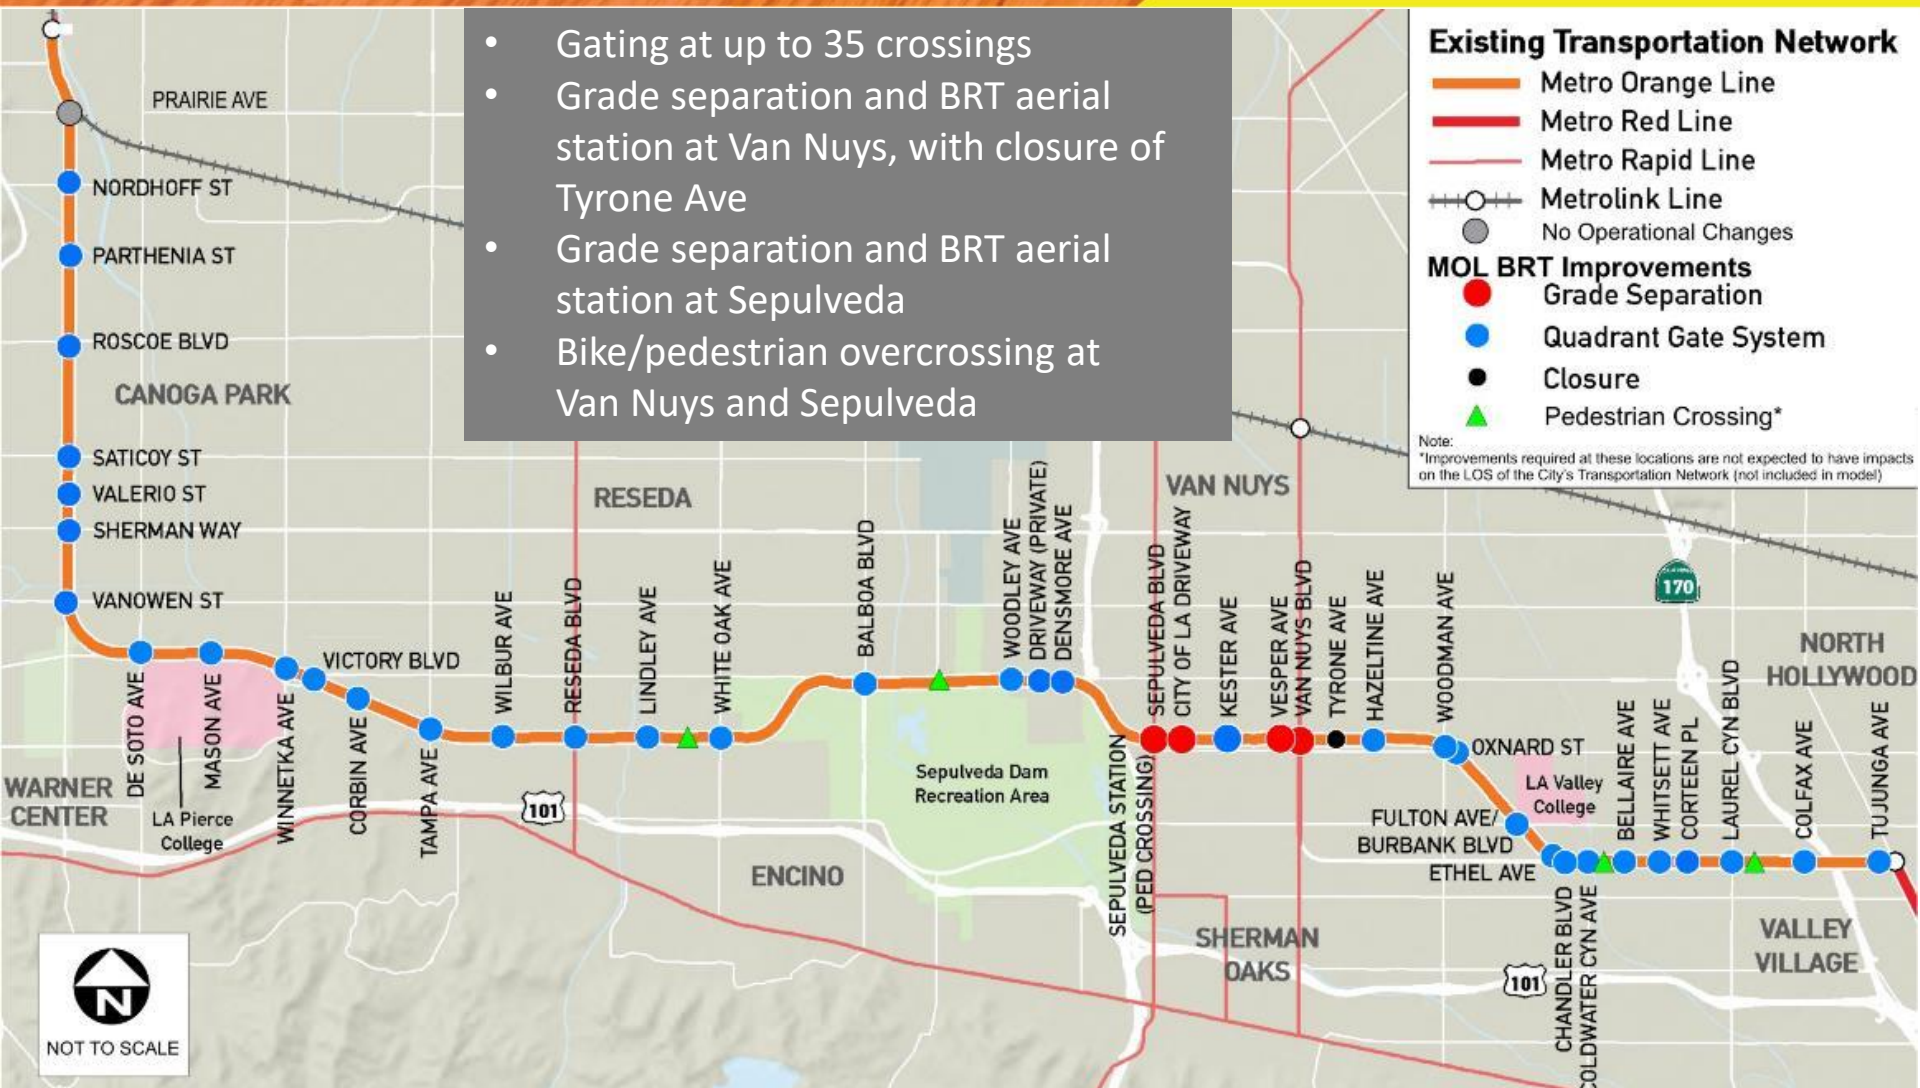 • Gating at up to 35 crossings
• Grade separation and BRT aerial
station at Van Nuys, with closure of
Tyrone Ave
• Grade separation and BRT aerial
station at Sepulveda
• Bike/pedestrian overcrossing at
Van Nuys and Sepulveda
Existing Transportation Network
Metro Orange Line
Metro Red Line
Metro Rapid Line
Metrolink Line
No Operational Changes
MOL BRT Improvements
Grade Separation
Quadrant Gate System
Closure
Pedestrian Crossing*
Note:
*Improvements required at these locations are not expected to have impacts
on the LOS of the City's Transportation Network (not included in model)
PRAIRIE AVE
NORDHOFF ST
PARTHENIA ST
ROSCOE BLVD
CANOGA PARK
SATICOY ST
VALERIO ST
SHERMAN WAY
VANOWEN ST
RESEDA
VAN NUYS
170
NORTH
HOLLYWOOD
DE SOTO AVE
MASON AVE
WINNETKA AVE
VICTORY BLVD
CORBIN AVE
TAMPA AVE
WILBUR AVE
RESEDA BLVD
LINDLEY AVE
WHITE OAK AVE
BALBOA BLVD
WOODLEY AVE
DRIVEWAY (PRIVATE)
DENSMORE AVE
SEPULVEDA STATION
(PED CROSSING)
SEPULVEDA BLVD
CITY OF LA DRIVEWAY
KESTER AVE
VESPER AVE
VAN NUYS BLVD
TYRONE AVE
HAZELTINE AVE
WOODMAN AVE
OXNARD ST
LA Valley
College
FULTON AVE/
BURBANK BLVD
ETHEL AVE
CHANDLER BLVD
COLDWATER CYN AVE
BELLAIRE AVE
WHITSETT AVE
CORTEEN PL
LAUREL CYN BLVD
COLFAX AVE
TUJUNGA AVE
WARNER
CENTER
LA Pierce
College
101
Sepulveda Dam
Recreation Area
ENCINO
SHERMAN
OAKS
101
VALLEY
VILLAGE
N
NOT TO SCALE